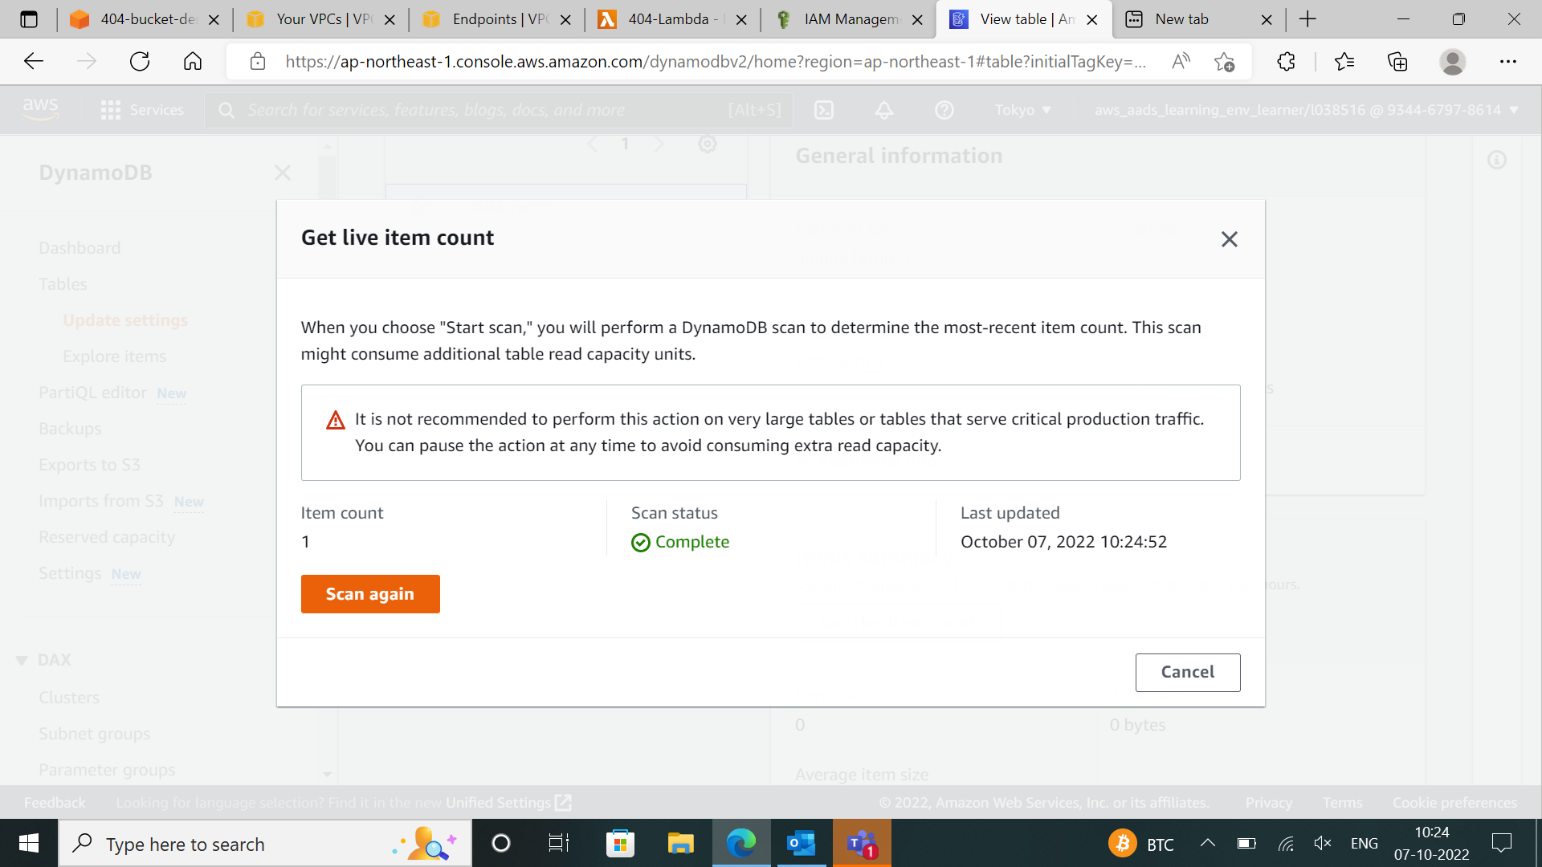 404-bucket-de
Your VPCs | VP
Endpoints | VP
404-Lambda -
IAM Managem
View table | Am
New tab
https://ap-northeast-1.console.aws.amazon.com/dynamodbv2/home?region=ap-northeast-1#table?initialTagKey=...
aws
Services
Search for services, features, blogs, docs, and more
[Alt+S]
Tokyo
aws_aads_learning_env_learner/l038516 @ 9344-6797-8614
DynamoDB
1
General information
Dashboard
Tables
Update settings
Explore items
PartiQL editor New
Backups
Exports to S3
Imports from S3 New
Reserved capacity
Settings New
DAX
Clusters
Subnet groups
Parameter groups
Get live item count
When you choose "Start scan," you will perform a DynamoDB scan to determine the most-recent item count. This scan
might consume additional table read capacity units.
It is not recommended to perform this action on very large tables or tables that serve critical production traffic.
You can pause the action at any time to avoid consuming extra read capacity.
Item count
1
Scan status
Complete
Last updated
October 07, 2022 10:24:52
Scan again
Cancel
s
hours.
0
0 bytes
Average item size
Feedback
Looking for language selection? Find it in the new Unified Settings
© 2022, Amazon Web Services, Inc. or its affiliates.
Privacy
Terms
Cookie preferences
Type here to search
1
BTC
ENG
10:24
07-10-2022